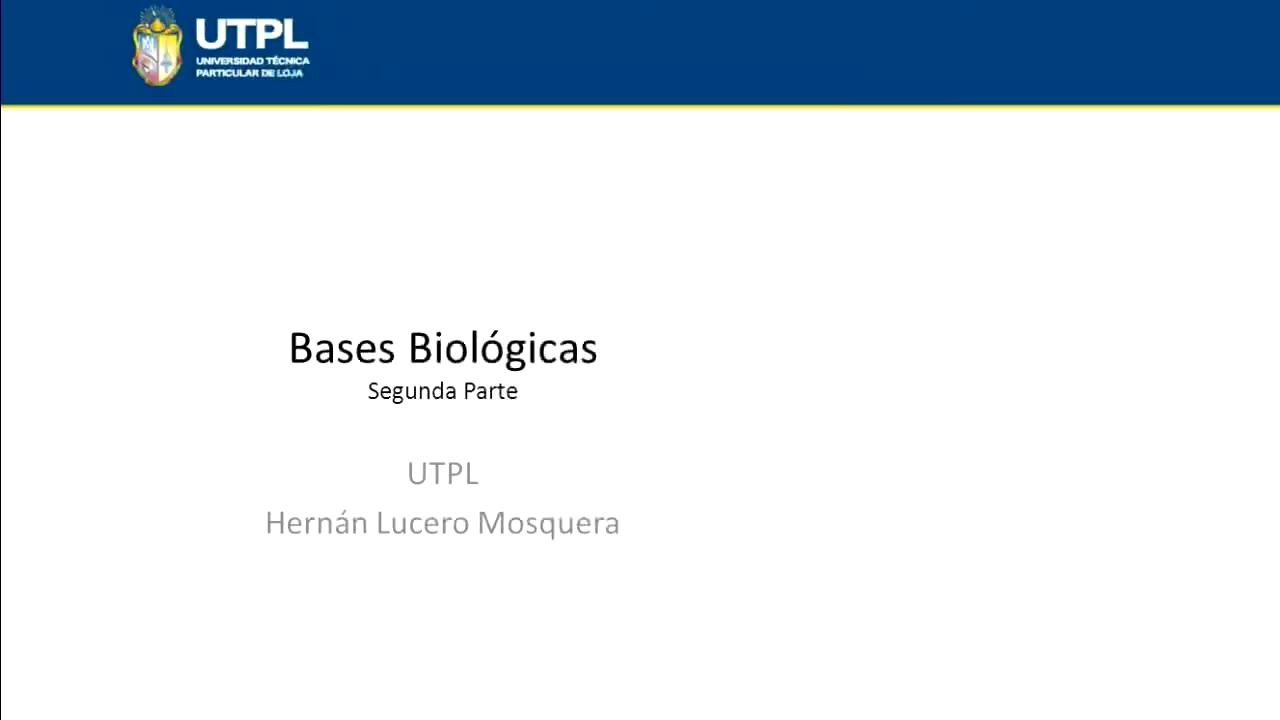 UTPL
UNIVERSIDAD TÉCNICA
PARTICULAR DE LOJA
Bases Biológicas
Segunda Parte
UTPL
Hernán Lucero Mosquera